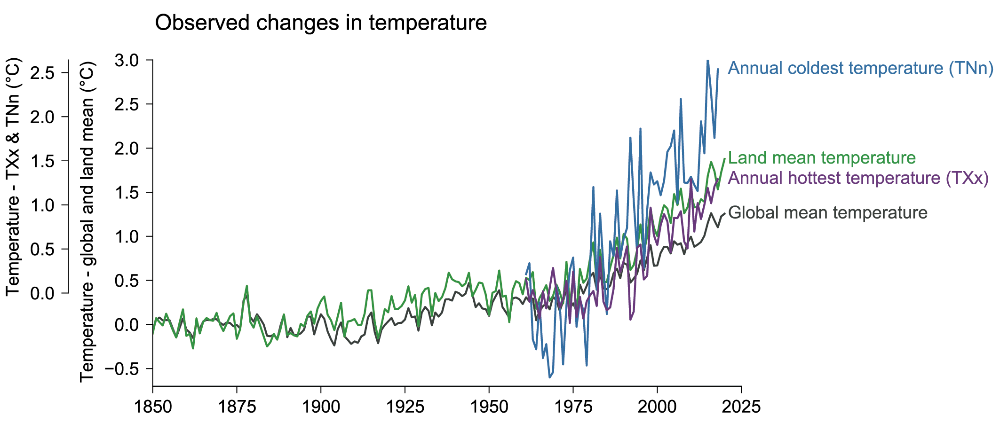 Observed changes in temperature
Temperature - TXx & TNn (°C)
2.5
2.0
1.5
1.0
0.5
0.0
Temperature - global and land mean (°C)
3.0
2.5
2.0
1.5
1.0
0.5
0.0
−0.5
Annual coldest temperature (TNn)
Land mean temperature
Annual hottest temperature (TXx)
Global mean temperature
1850 1875 1900 1925 1950 1975 2000 2025